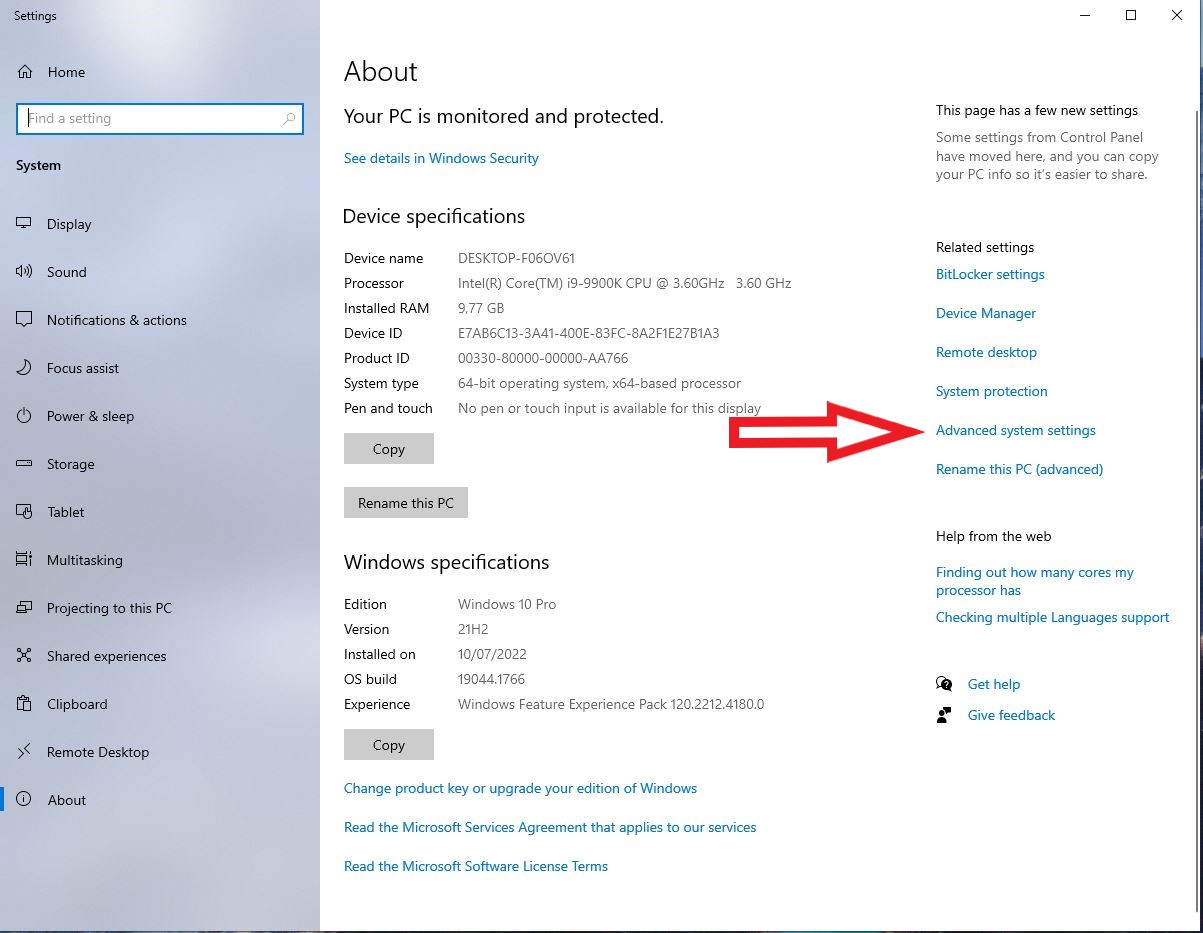 Settings
Home
Find a setting
System
Display
Sound
Notifications & actions
Focus assist
Power & sleep
Storage
Tablet
Multitasking
Projecting to this PC
Shared experiences
Clipboard
Remote Desktop
About
About
Your PC is monitored and protected.
See details in Windows Security
Device specifications
Device name DESKTOP-F06OV61
Processor Intel(R) Core(TM) i9-9900K CPU @ 3.60GHz 3.60 GHz
Installed RAM 9,77 GB
Device ID E7AB6C13-3A41-400E-83FC-8A2F1E27B1A3
Product ID 00330-80000-00000-AA766
System type 64-bit operating system, x64-based processor
Pen and touch No pen or touch input is available for this display
Copy
Rename this PC
Windows specifications
Edition Windows 10 Pro
Version 21H2
Installed on 10/07/2022
OS build 19044.1766
Experience Windows Feature Experience Pack 120.2212.4180.0
Copy
Change product key or upgrade your edition of Windows
Read the Microsoft Services Agreement that applies to our services
Read the Microsoft Software License Terms
This page has a few new settings
Some settings from Control Panel
have moved here, and you can copy
your PC info so it's easier to share.
Related settings
BitLocker settings
Device Manager
Remote desktop
System protection
Advanced system settings
Rename this PC (advanced)
Help from the web
Finding out how many cores my
processor has
Checking multiple Languages support
Get help
Give feedback